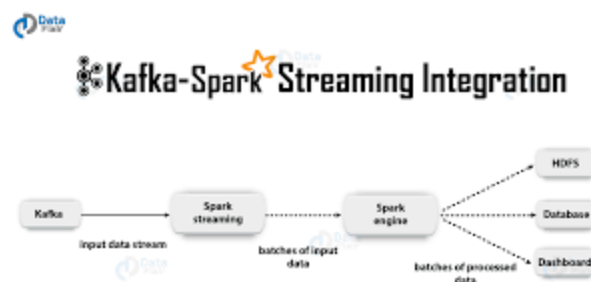 Data
Flair
Kafka-Spark Streaming Integration
HDFS
Kafka
Spark
streaming
Spark
engine
Database
input data stream
batches of input
data
batches of processed
data
Dashboard